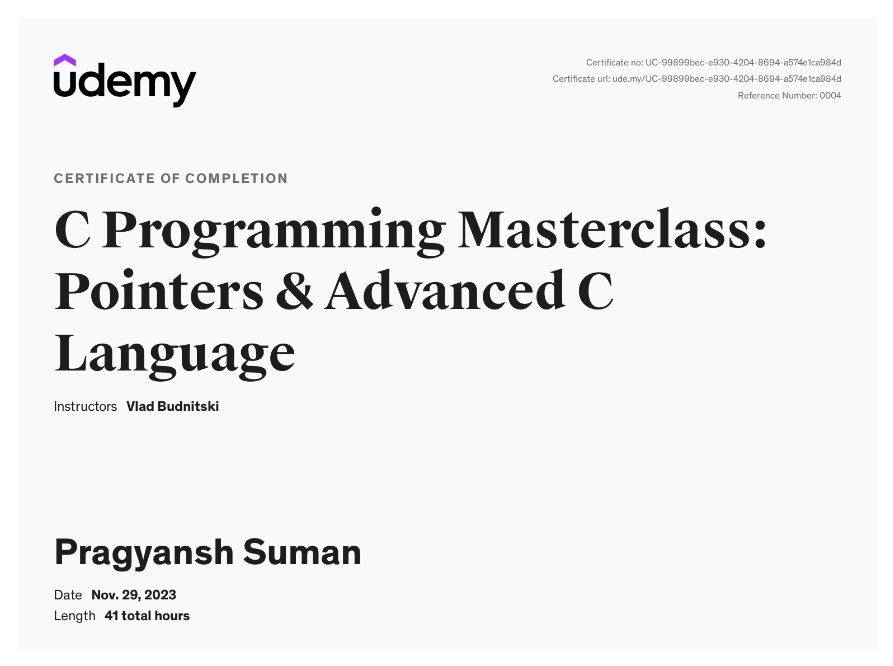 udemy
Certificate no: UC-99899bec-e930-4204-8694-a574e1ca984d
Certificate url: ude.my/UC-99899bec-e930-4204-8694-a574e1ca984d
Reference Number: 0004
CERTIFICATE OF COMPLETION
C Programming Masterclass:
Pointers & Advanced C
Language
Instructors Vlad Budnitski
Pragyansh Suman
Date Nov. 29, 2023
Length 41 total hours